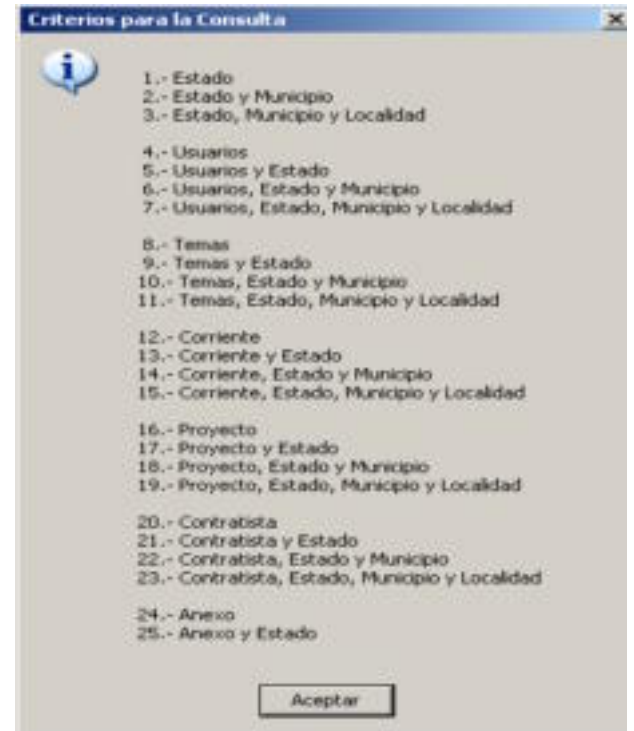 Criterios para la Consulta
1.- Estado
2.- Estado y Municipio
3.- Estado, Municipio y Localidad
4.- Usuarios
5.- Usuarios y Estado
6.- Usuarios, Estado y Municipio
7.- Usuarios, Estado, Municipio y Localidad
8.- Temas
9.- Temas y Estado
10.- Temas, Estado y Municipio
11.- Temas, Estado, Municipio y Localidad
12.- Corriente
13.- Corriente y Estado
14.- Corriente, Estado y Municipio
15.- Corriente, Estado, Municipio y Localidad
16.- Proyecto
17.- Proyecto y Estado
18.- Proyecto, Estado y Municipio
19.- Proyecto, Estado, Municipio y Localidad
20.- Contratista
21.- Contratista y Estado
22.- Contratista, Estado y Municipio
23.- Contratista, Estado, Municipio y Localidad
24.- Anexo
25.- Anexo y Estado
Aceptar